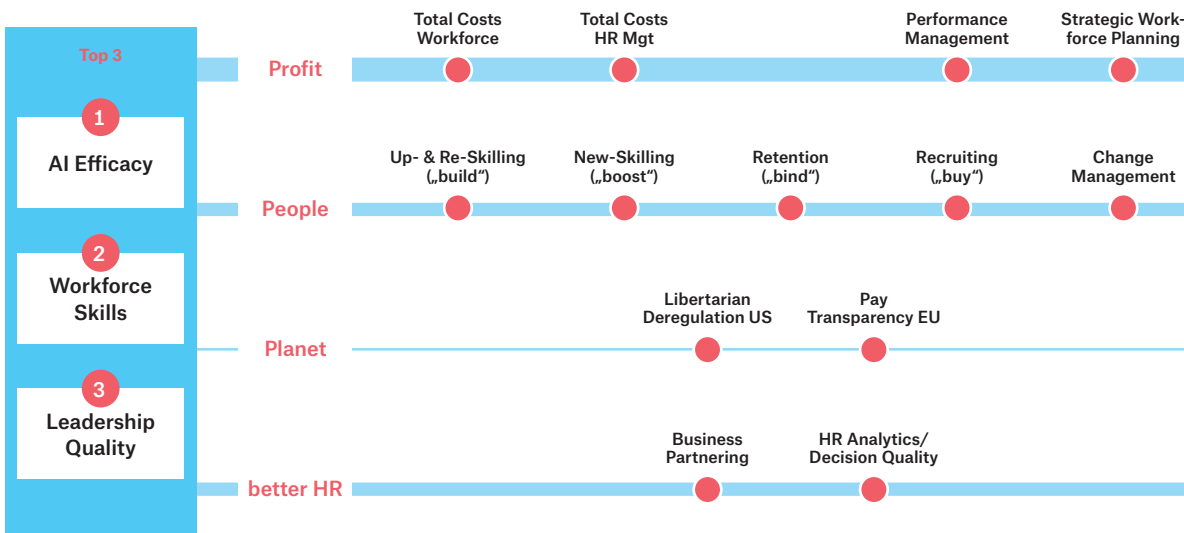 Top 3
1
AI Efficacy
2
Workforce
Skills
3
Leadership
Quality
Profit
Total Costs
Workforce
Total Costs
HR Mgt
Performance
Management
Strategic Work-
force Planning
People
Up- & Re-Skilling
(„build“)
New-Skilling
(„boost“)
Retention
(„bind“)
Recruiting
(„buy“)
Change
Management
Planet
Libertarian
Deregulation US
Pay
Transparency EU
better HR
Business
Partnering
HR Analytics/
Decision Quality